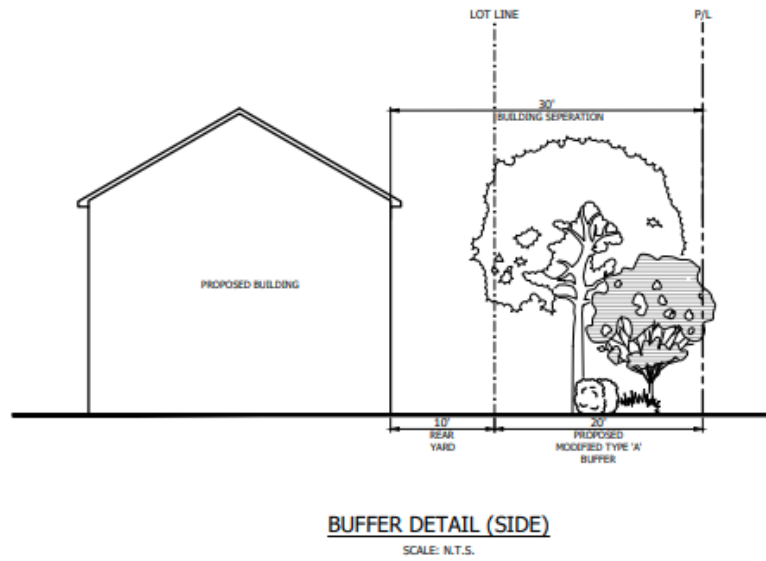 LOT LINE
P/L
30'
BUILDING SEPERATION
PROPOSED BUILDING
10'
REAR
YARD
20'
PROPOSED
MODIFIED TYPE 'A'
BUFFER
BUFFER DETAIL (SIDE)
SCALE: N.T.S.